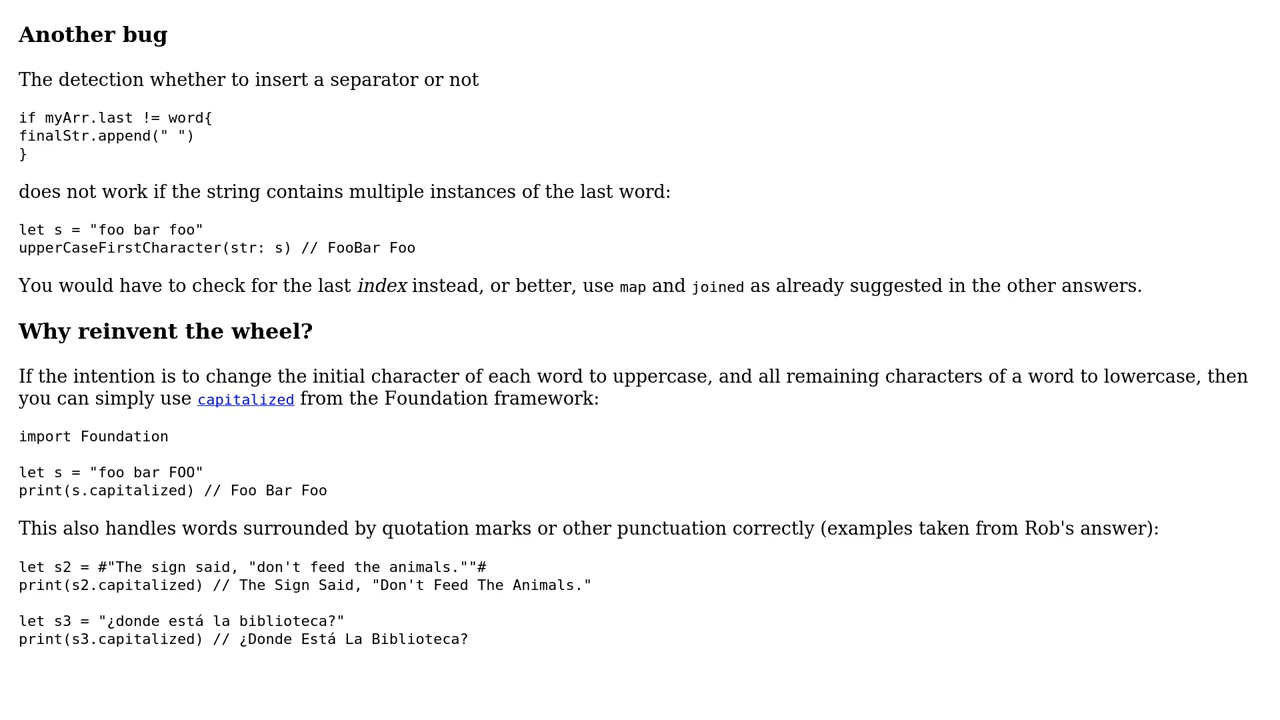 Another bug
The detection whether to insert a separator or not
if myArr.last != word{
finalStr.append(" ")
}
does not work if the string contains multiple instances of the last word:
let s = "foo bar foo"
upperCaseFirstCharacter(str: s) // FooBar Foo
You would have to check for the last index instead, or better, use map and joined as already suggested in the other answers.
Why reinvent the wheel?
If the intention is to change the initial character of each word to uppercase, and all remaining characters of a word to lowercase, then
you can simply use capitalized from the Foundation framework:
import Foundation
let s = "foo bar FOO"
print(s.capitalized) // Foo Bar Foo
This also handles words surrounded by quotation marks or other punctuation correctly (examples taken from Rob's answer):
let s2 = #"The sign said, "don't feed the animals.""#
print(s2.capitalized) // The Sign Said, "Don't Feed The Animals."
let s3 = "¿donde está la biblioteca?"
print(s3.capitalized) // ¿Donde Está La Biblioteca?